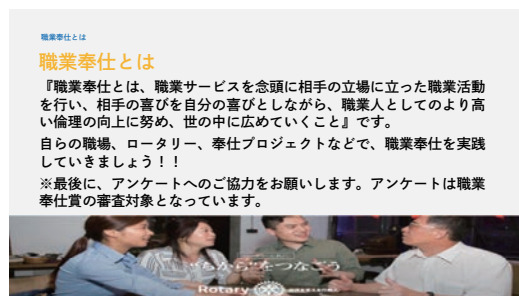 職業奉仕とは
職業奉仕とは
『職業奉仕とは、職業サービスを念頭に相手の立場に立った職業活動
を行い、相手の喜びを自分の喜びとしながら、職業人としてのより高
い倫理の向上に努め、世の中に広めていくこと』です。
自らの職場、ロータリー、奉仕プロジェクトなどで、職業奉仕を実践
していきましょう！！
※最後に、アンケートへのご協力をお願いします。アンケートは職業
奉仕賞の審査対象となっています。
"ちから"をつなごう
Rotary